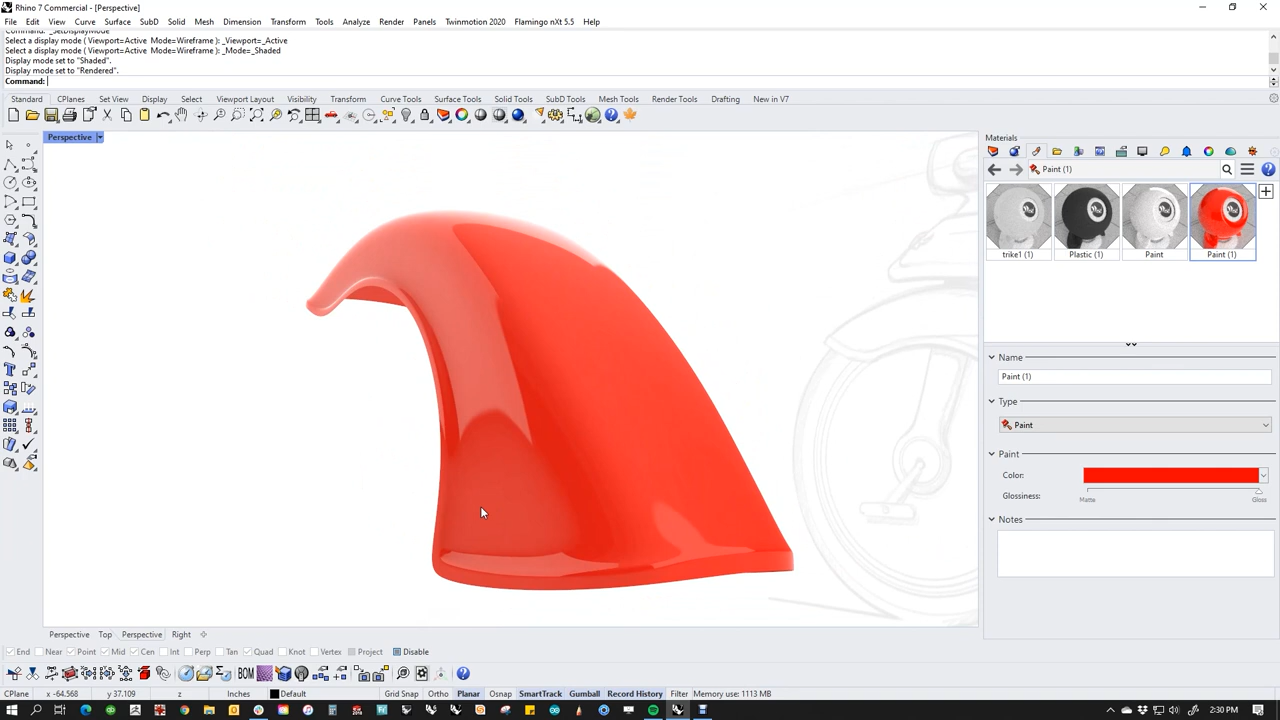 Rhino 7 Commercial - [Perspective]
File Edit View Curve Surface SubD Solid Mesh Dimension Transform Tools Analyze Render Panels Twinmotion 2020 Flamingo nXt 5.5 Help
Command: _SetDisplayMode
Select a display mode ( Viewport=Active Mode=Wireframe ): _Viewport=_Active
Select a display mode ( Viewport=Active Mode=Wireframe ): _Mode=_Shaded
Display mode set to "Shaded".
Display mode set to "Rendered".
Command:
Standard CPlanes Set View Display Select Viewport Layout Visibility Transform Curve Tools Surface Tools Solid Tools SubD Tools Mesh Tools Render Tools Drafting New in V7
Perspective
Materials
Paint (1)
trike1 (1) Plastic (1) Paint Paint (1)
Name
Paint (1)
Type
Paint
Paint
Color:
Glossiness:
Matte Gloss
Notes
Perspective Top Perspective Right
End Near Point Mid Cen Int Perp Tan Quad Knot Vertex Project Disable
BOM
CPlane x -64.568 y 37.109 z Inches Default Grid Snap Ortho Planar Osnap SmartTrack Gumball Record History Filter Memory use: 1113 MB
2:30 PM